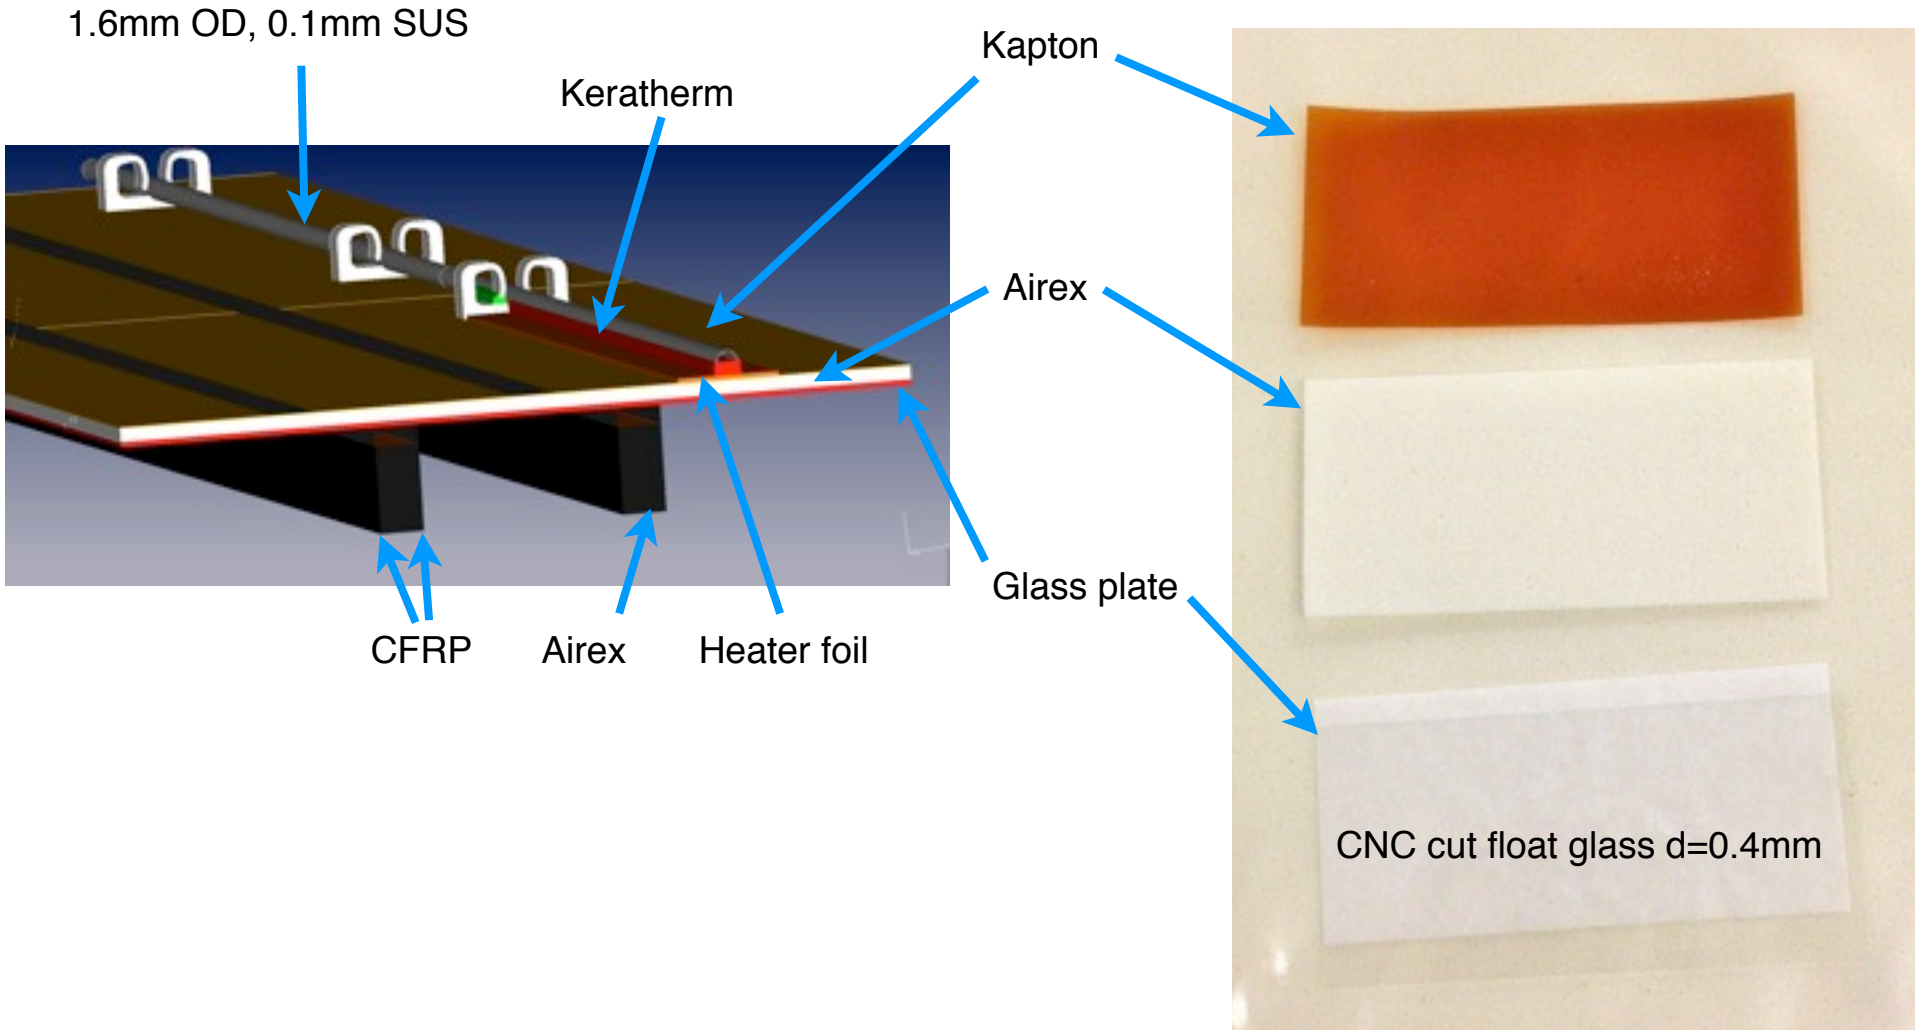 1.6mm OD, 0.1mm SUS
Kapton
Keratherm
Airex
Glass plate
CFRP
Airex
Heater foil
CNC cut float glass d=0.4mm